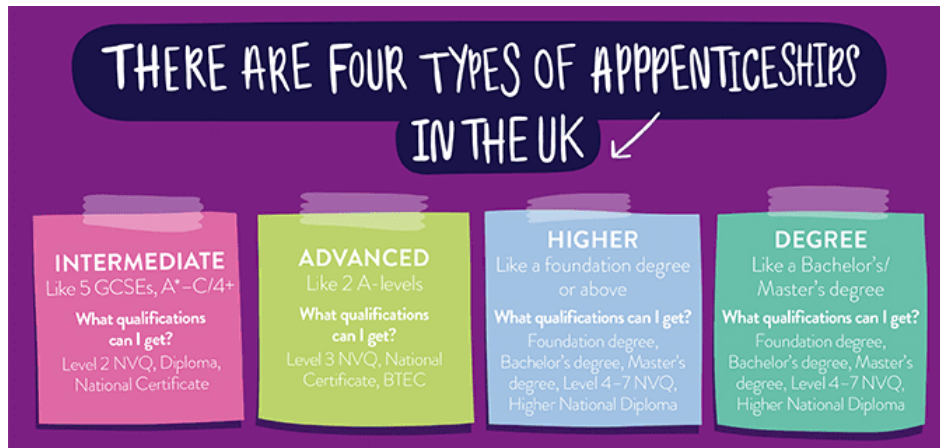 THERE ARE FOUR TYPES OF APPPENTICESHIPS
IN THE UK
INTERMEDIATE
Like 5 GCSEs, A*–C/4+
What qualifications
can I get?
Level 2 NVQ, Diploma,
National Certificate
ADVANCED
Like 2 A-levels
What qualifications
can I get?
Level 3 NVQ, National
Certificate, BTEC
HIGHER
Like a foundation degree
or above
What qualifications can I get?
Foundation degree,
Bachelor's degree, Master's
degree, Level 4–7 NVQ,
Higher National Diploma
DEGREE
Like a Bachelor's/
Master's degree
What qualifications can I get?
Foundation degree,
Bachelor's degree, Master's
degree, Level 4–7 NVQ,
Higher National Diploma